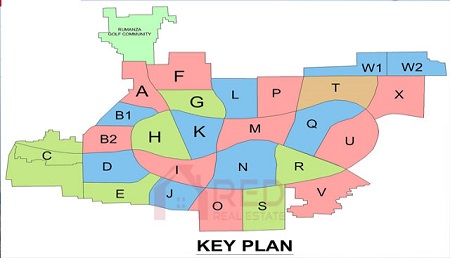 RUMANZA
GOLF COMMUNITY
F
W1
W2
A
G
L
P
T
X
B1
H
K
M
Q
B2
U
C
D
I
N
R
E
J
V
O
S
RED
REAL ESTATE
KEY PLAN